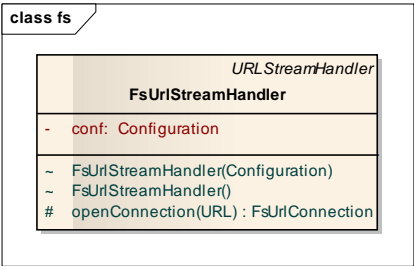 class fs
URLStreamHandler
FsUrlStreamHandler
- conf: Configuration
~ FsUrlStreamHandler(Configuration)
~ FsUrlStreamHandler()
# openConnection(URL) : FsUrlConnection